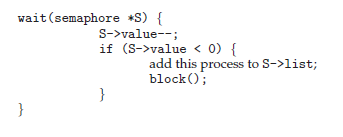 wait(semaphore *S) {
S->value--;
if (S->value < 0) {
add this process to S->list;
block();
}
}